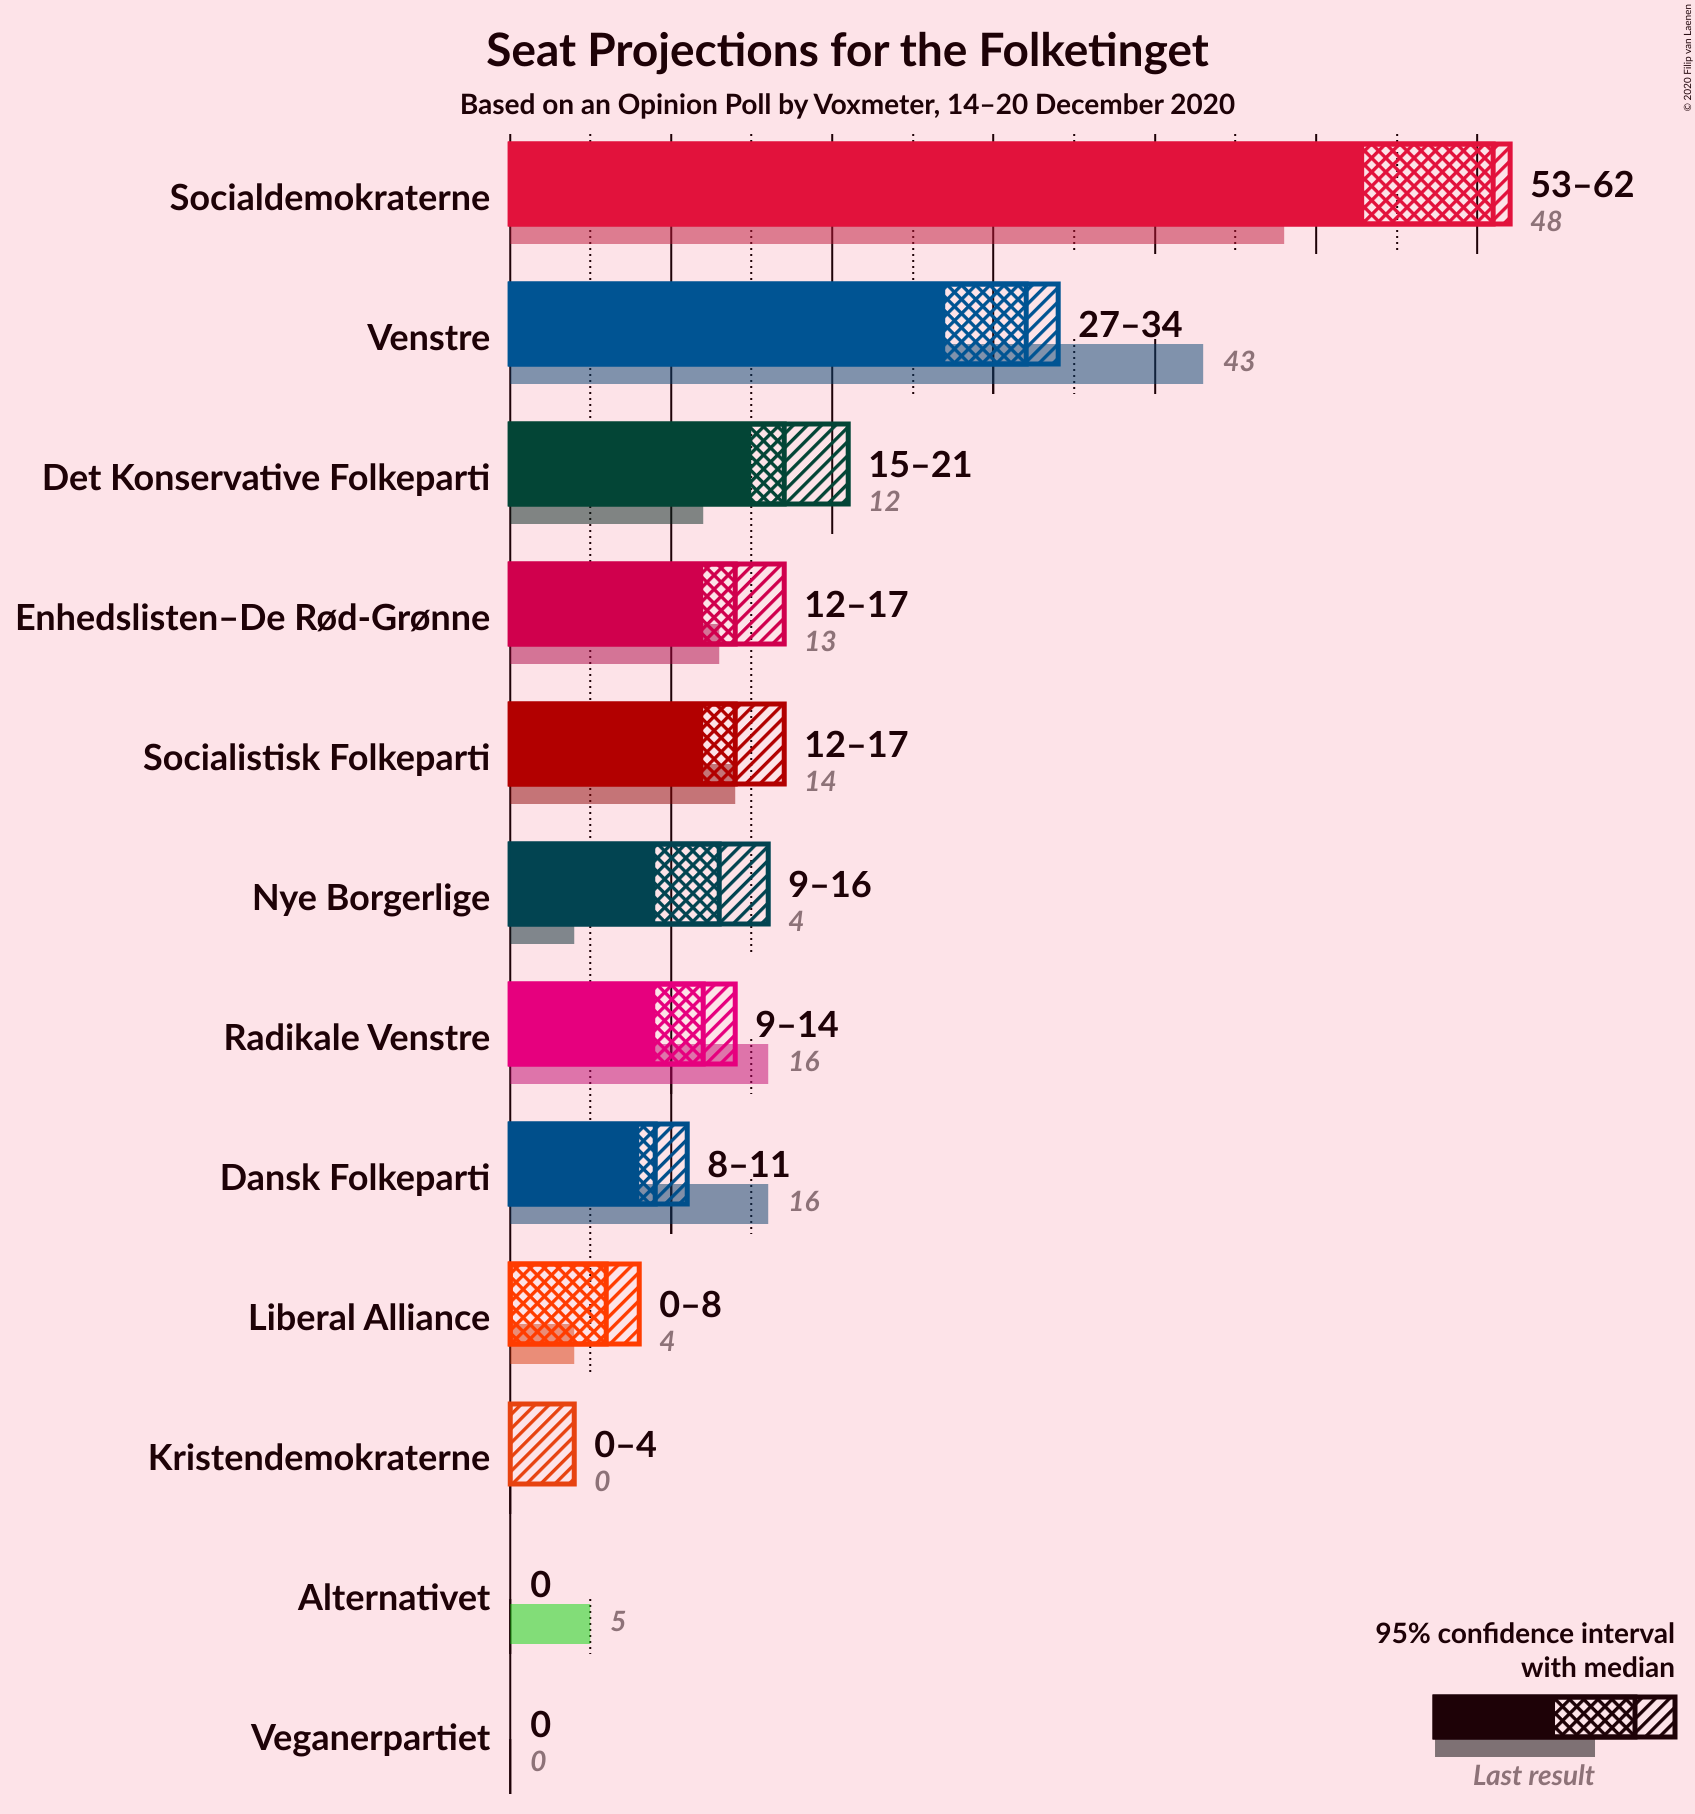 Seat Projections for the Folketinget
Based on an Opinion Poll by Voxmeter, 14–20 December 2020
© 2020 Filip van Laenen
Socialdemokraterne
53–62
48
Venstre
27–34
43
Det Konservative Folkeparti
15–21
12
Enhedslisten–De Rød-Grønne
12–17
13
Socialistisk Folkeparti
12–17
14
Nye Borgerlige
9–16
4
Radikale Venstre
9–14
16
Dansk Folkeparti
8–11
16
Liberal Alliance
0–8
4
Kristendemokraterne
0–4
0
Alternativet
0
5
Veganerpartiet
0
0
95% confidence interval
with median
Last result